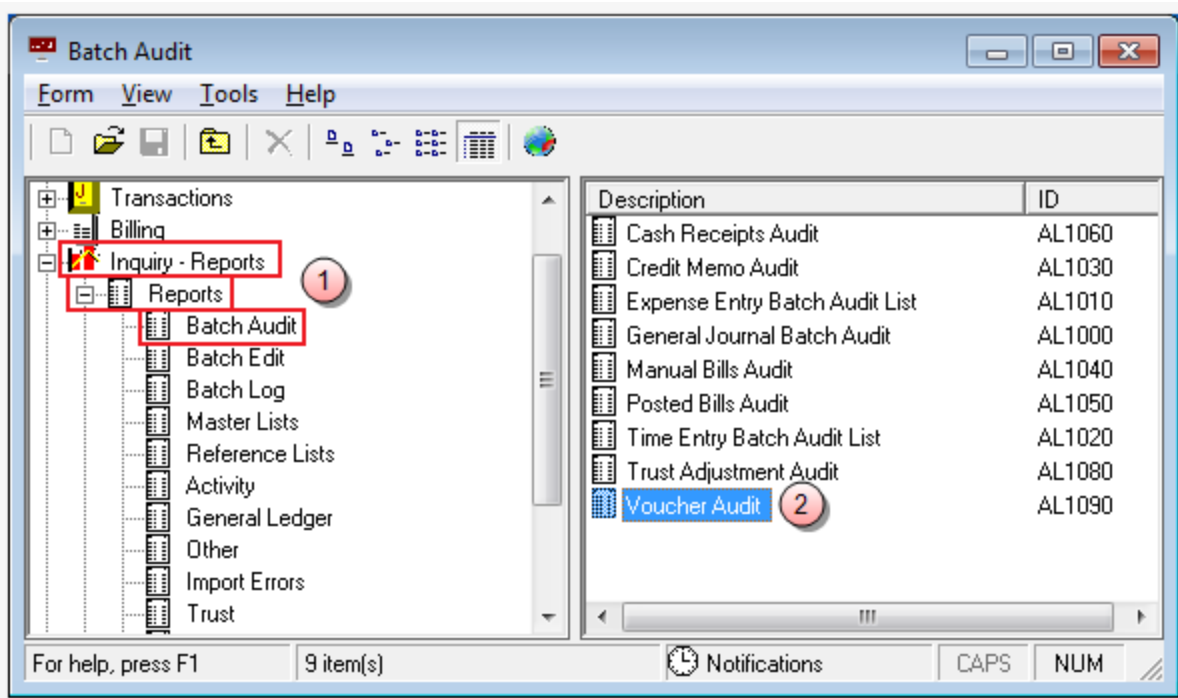 Batch Audit
Form View Tools Help
Transactions
Billing
Inquiry - Reports
1
Reports
Batch Audit
Batch Edit
Batch Log
Master Lists
Reference Lists
Activity
General Ledger
Other
Import Errors
Trust
Description ID
Cash Receipts Audit AL1060
Credit Memo Audit AL1030
Expense Entry Batch Audit List AL1010
General Journal Batch Audit AL1000
Manual Bills Audit AL1040
Posted Bills Audit AL1050
Time Entry Batch Audit List AL1020
Trust Adjustment Audit AL1080
Voucher Audit 2 AL1090
For help, press F1 9 item(s) Notifications CAPS NUM